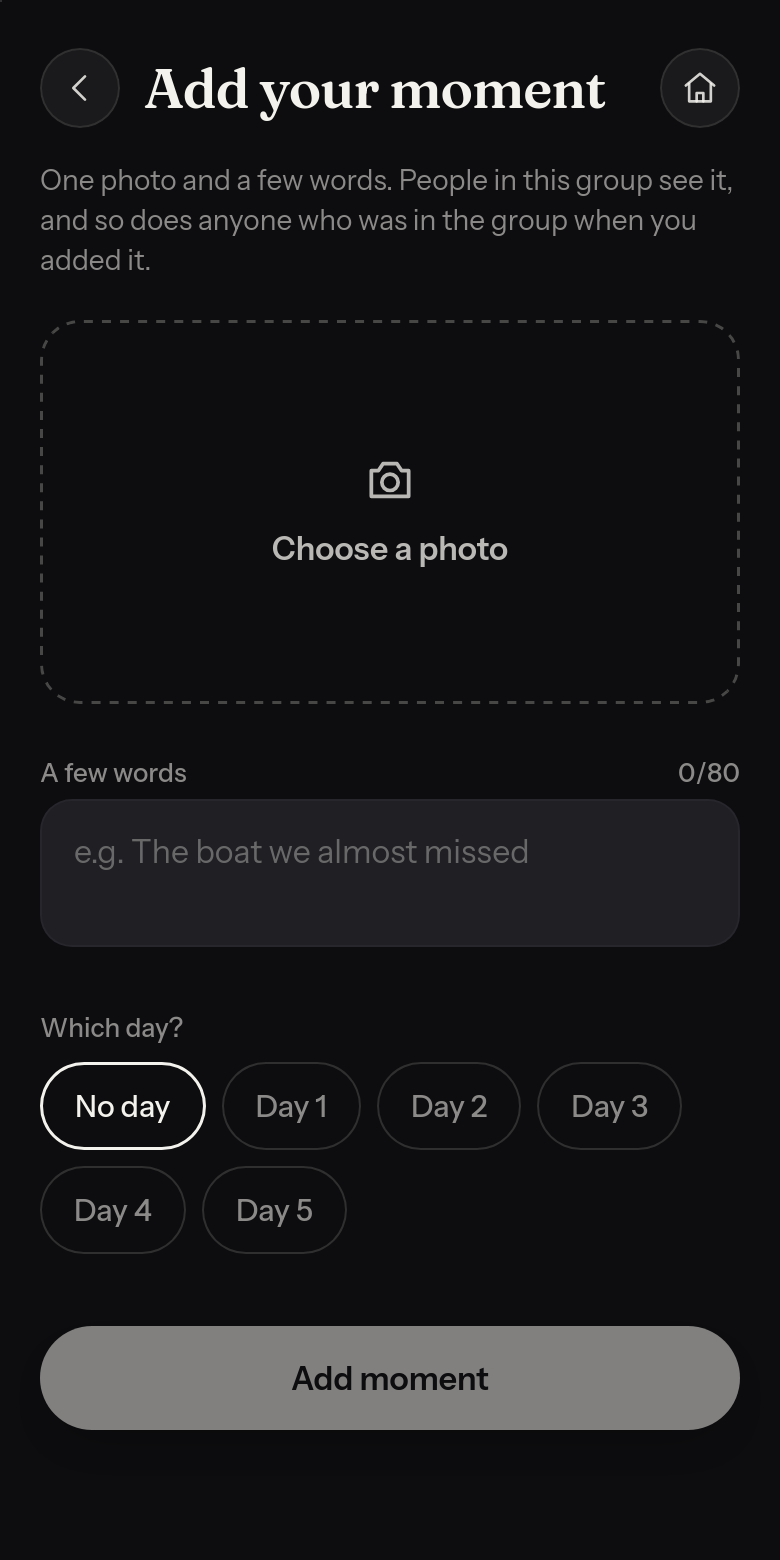 Add your moment
One photo and a few words. People in this group see it,
and so does anyone who was in the group when you
added it.
Choose a photo
A few words 0/80
e.g. The boat we almost missed
Which day?
No day Day 1 Day 2 Day 3
Day 4 Day 5
Add moment